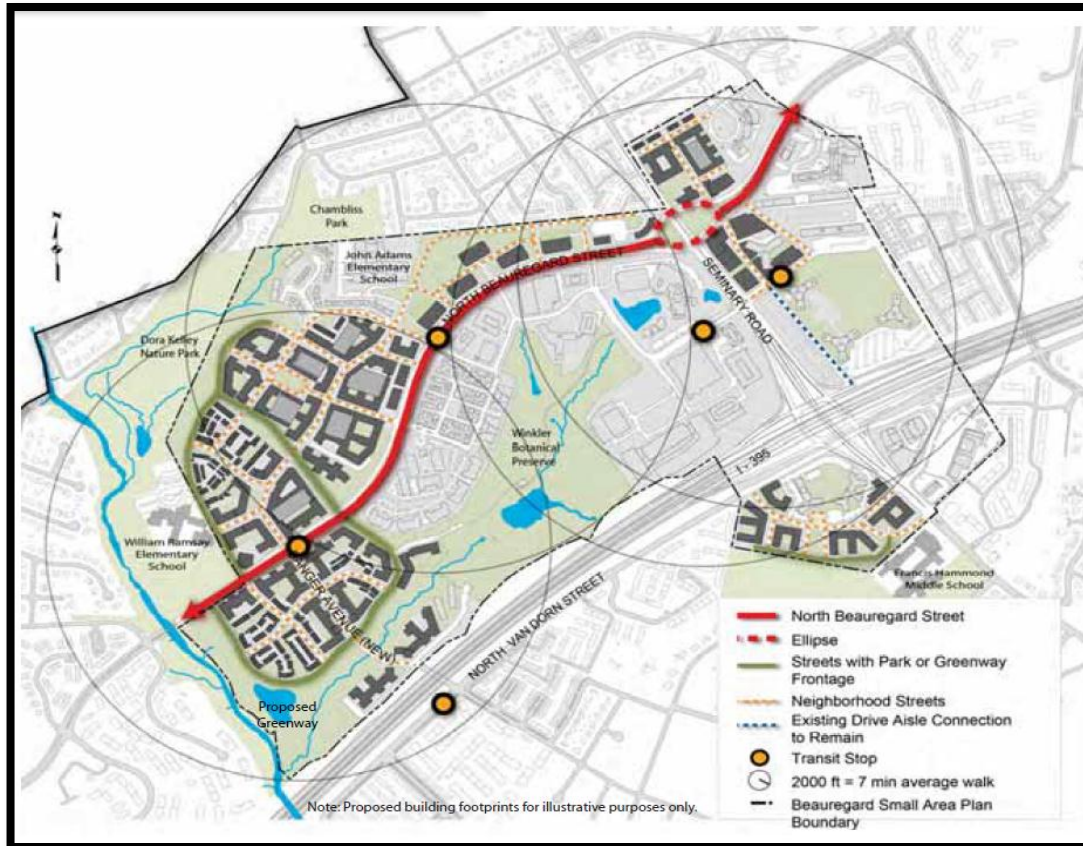 Chambliss
Park
John Adams
Elementary
School
NORTH BEAUREGARD STREET
SEMINARY ROAD
Dora Kelley
Nature Park
Winkler
Botanical
Preserve
I - 395
William Ramsay
Elementary
School
SANGER AVENUE (NEW)
Francis Hammond
Middle School
NORTH VAN DORN STREET
Proposed
Greenway
Note: Proposed building footprints for illustrative purposes only.
North Beauregard Street
Ellipse
Streets with Park or Greenway
Frontage
Neighborhood Streets
Existing Drive Aisle Connection
to Remain
Transit Stop
2000 ft = 7 min average walk
Beauregard Small Area Plan
Boundary